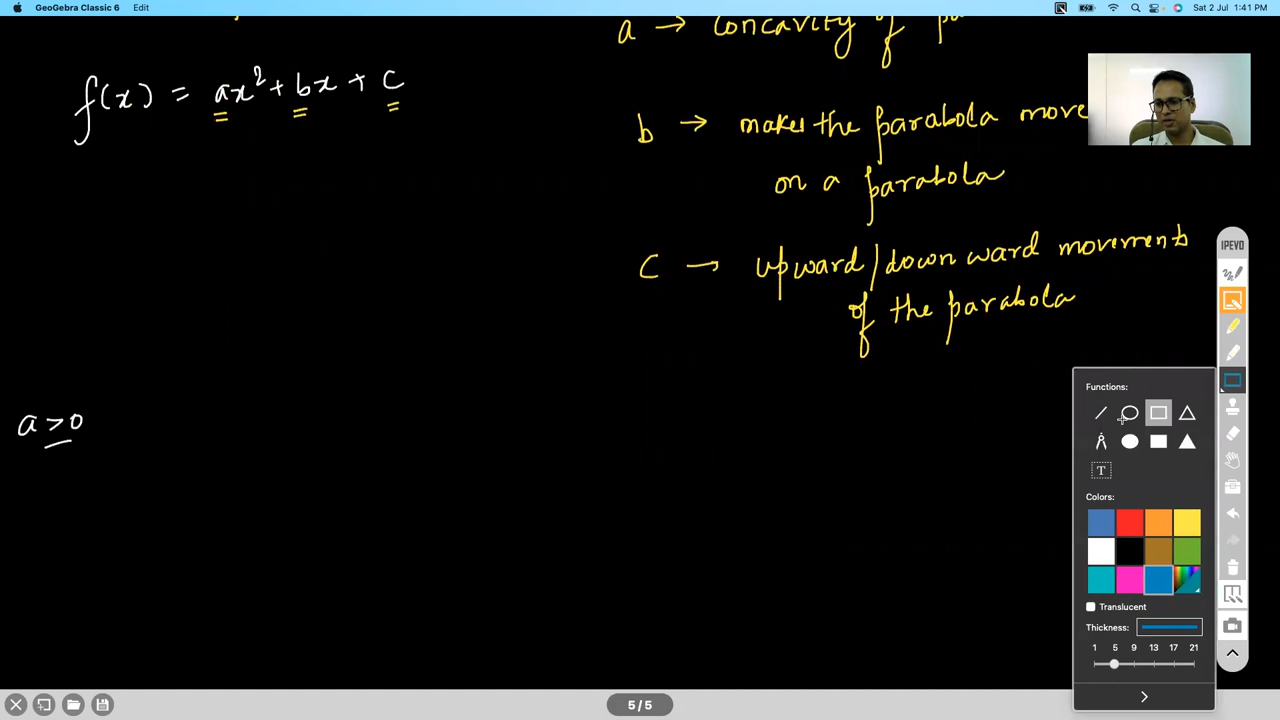 GeoGebra Classic 6 Edit Sat 2 Jul 1:41 PM
a → concavity of
f(x) = ax²+bx+c
b → makes the parabola move
on a parabola
c → upward/downward movements
of the parabola
a>0
IPEVO
Functions:
T
Colors:
Translucent
Thickness:
1 5 9 13 17 21
5/5